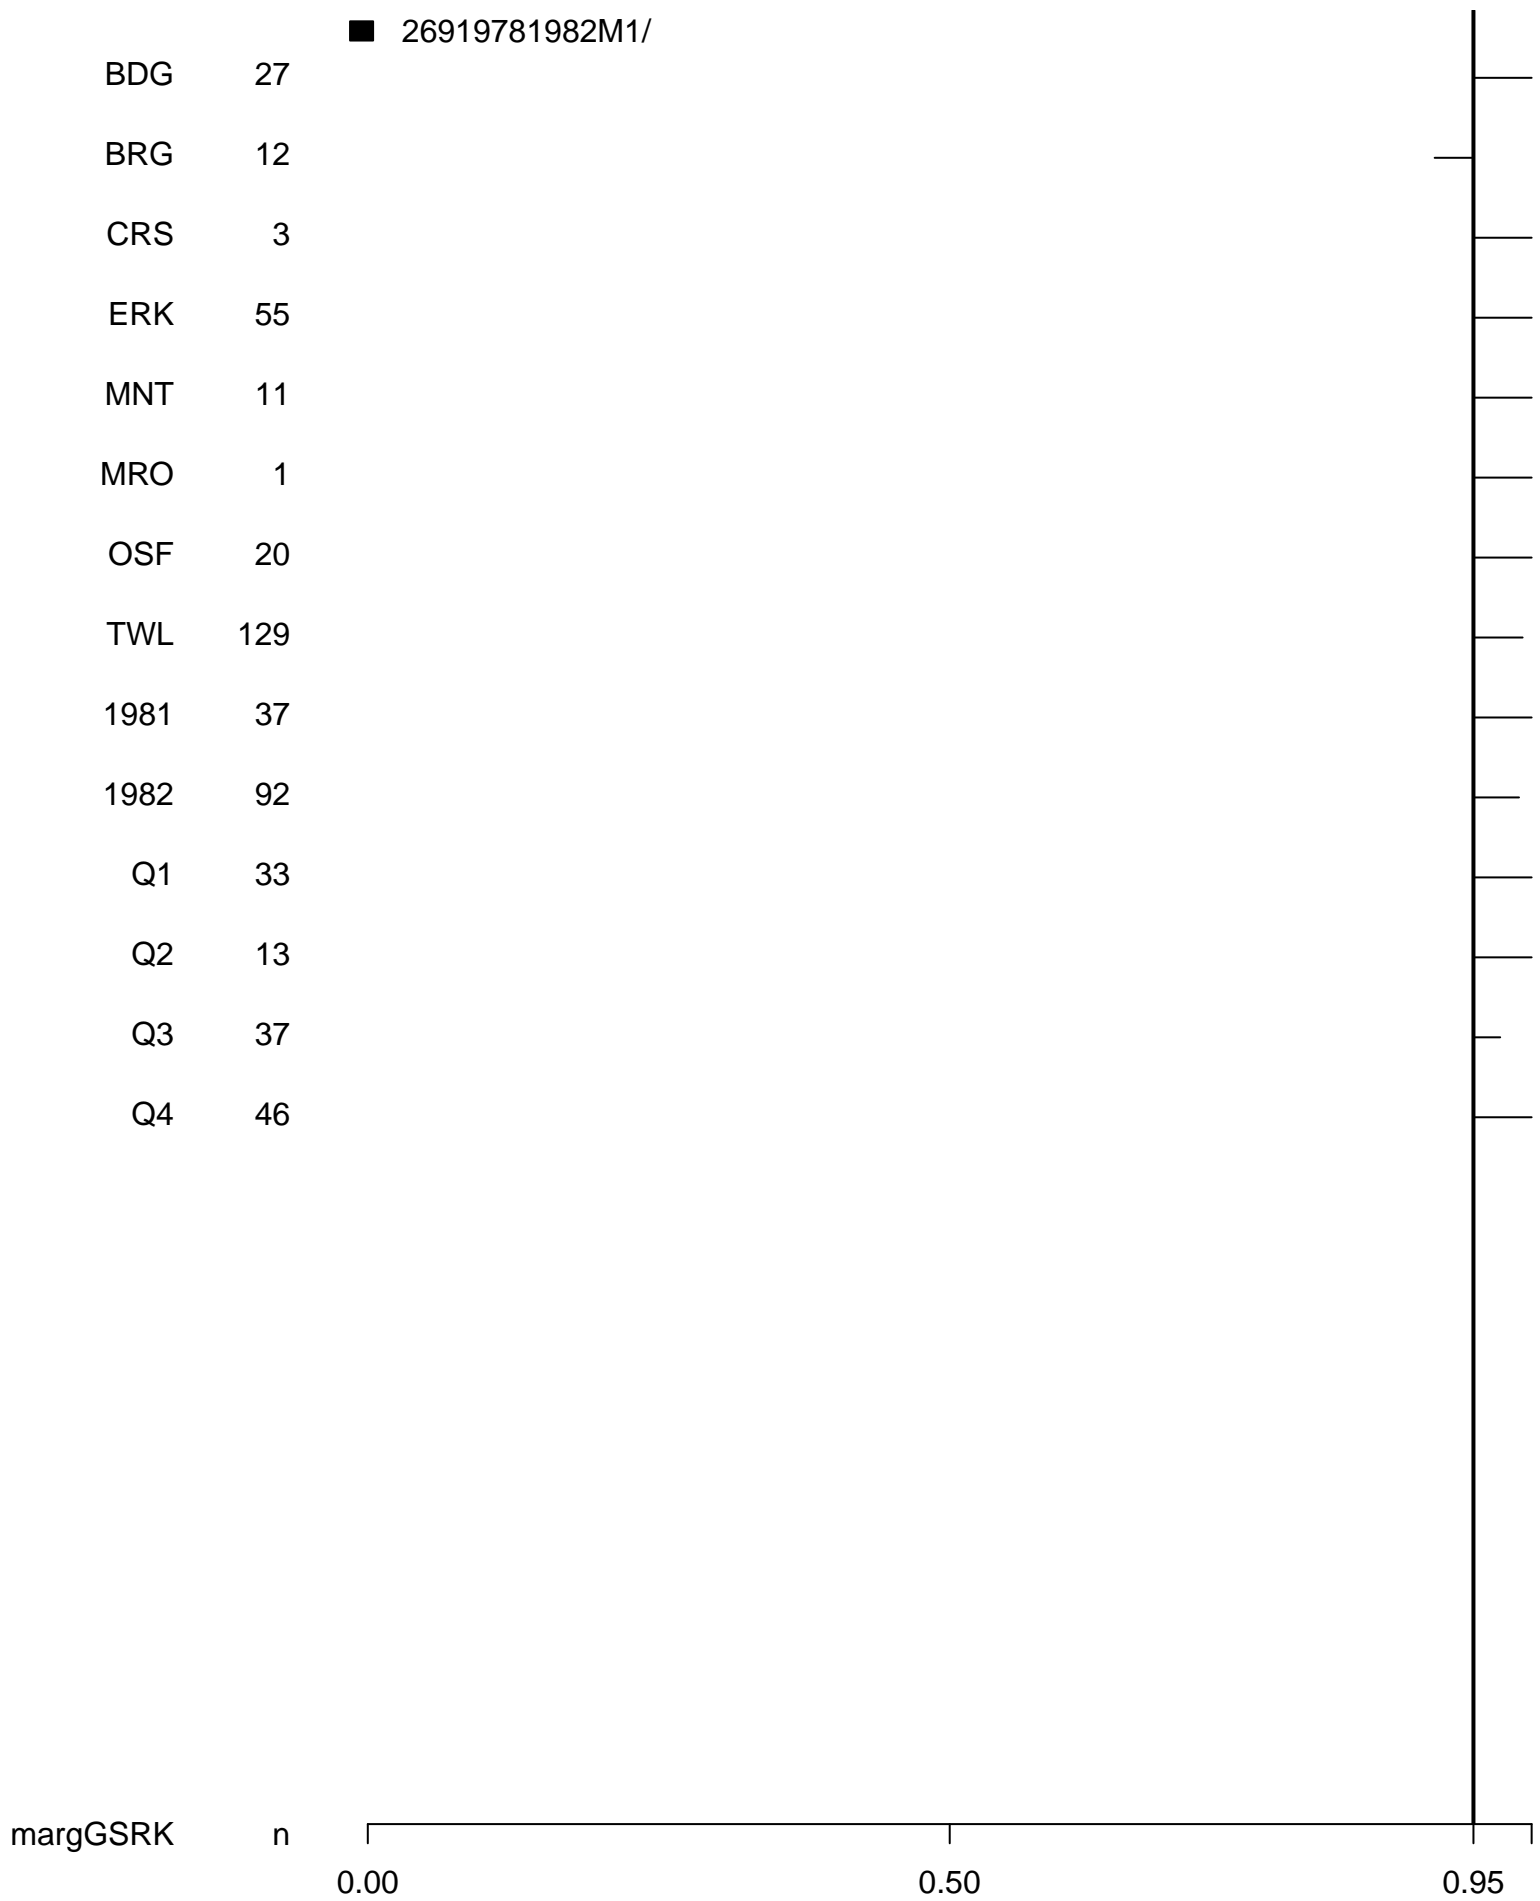 26919781982M1/
BDG 27
BRG 12
CRS 3
ERK 55
MNT 11
MRO 1
OSF 20
TWL 129
1981 37
1982 92
Q1 33
Q2 13
Q3 37
Q4 46
margGSRK n
0.00 0.50 0.95